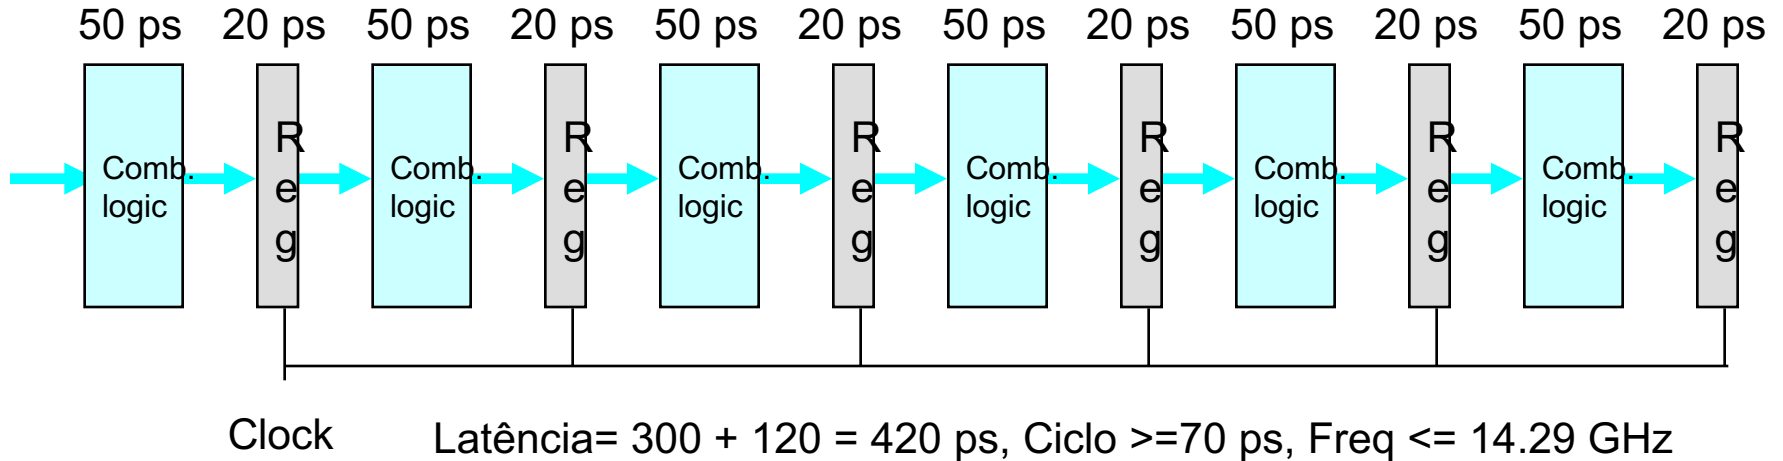 50 ps 20 ps 50 ps 20 ps 50 ps 20 ps 50 ps 20 ps 50 ps 20 ps 50 ps 20 ps
Comb.
logic
R
e
g
Comb.
logic
R
e
g
Comb.
logic
R
e
g
Comb.
logic
R
e
g
Comb.
logic
R
e
g
Comb.
logic
R
e
g
Clock
Latência= 300 + 120 = 420 ps, Ciclo >=70 ps, Freq <= 14.29 GHz